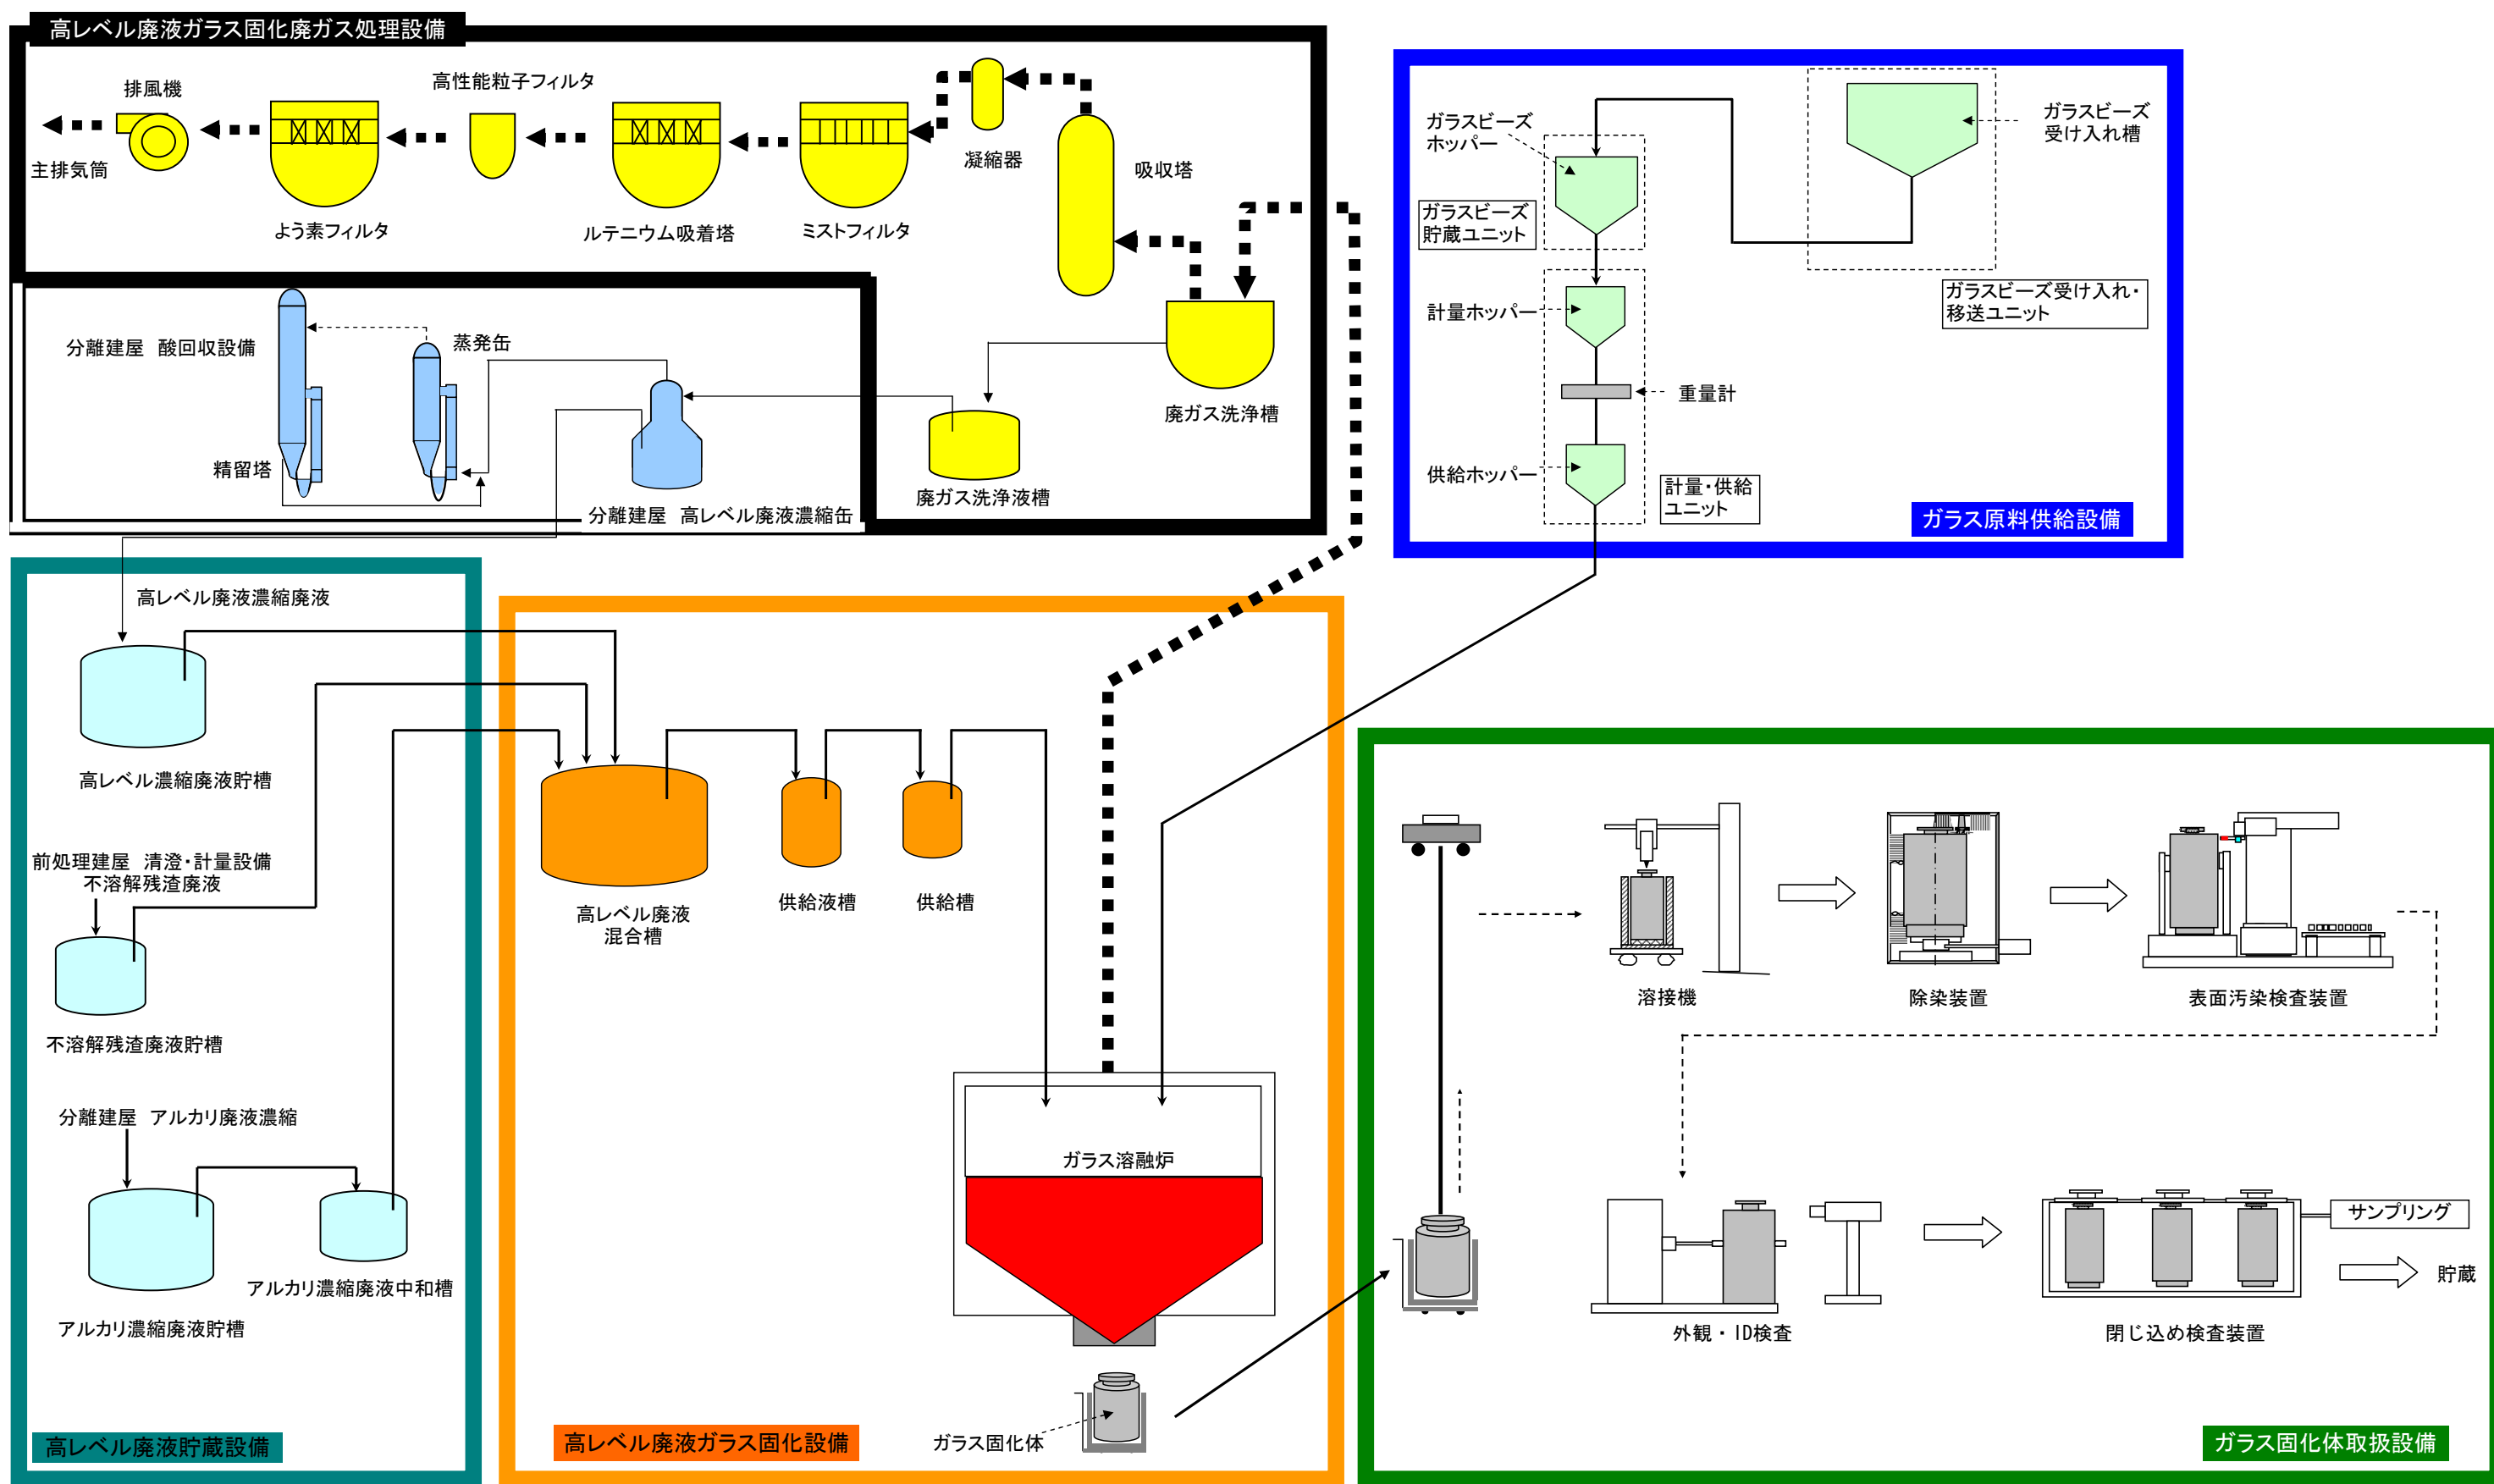 高レベル廃液ガラス固化廃ガス処理設備
排風機
主排気筒
よう素フィルタ
高性能粒子フィルタ
ルテニウム吸着塔
ミストフィルタ
凝縮器
吸収塔
廃ガス洗浄槽
廃ガス洗浄液槽
分離建屋　酸回収設備
精留塔
蒸発缶
分離建屋　高レベル廃液濃縮缶
ガラスビーズ
ホッパー
ガラスビーズ
受け入れ槽
ガラスビーズ
貯蔵ユニット
ガラスビーズ受け入れ・
移送ユニット
計量ホッパー
重量計
供給ホッパー
計量・供給
ユニット
ガラス原料供給設備
高レベル廃液濃縮廃液
高レベル濃縮廃液貯槽
前処理建屋　清澄・計量設備
不溶解残渣廃液
不溶解残渣廃液貯槽
分離建屋　アルカリ廃液濃縮
アルカリ濃縮廃液中和槽
アルカリ濃縮廃液貯槽
高レベル廃液貯蔵設備
高レベル廃液
混合槽
供給液槽
供給槽
ガラス溶融炉
ガラス固化体
高レベル廃液ガラス固化設備
溶接機
除染装置
表面汚染検査装置
外観・ID検査
閉じ込め検査装置
サンプリング
貯蔵
ガラス固化体取扱設備